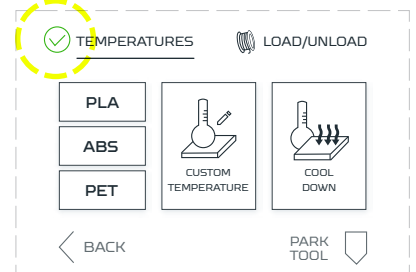 TEMPERATURES
LOAD/UNLOAD
PLA
ABS
PET
CUSTOM
TEMPERATURE
COOL
DOWN
BACK
PARK
TOOL